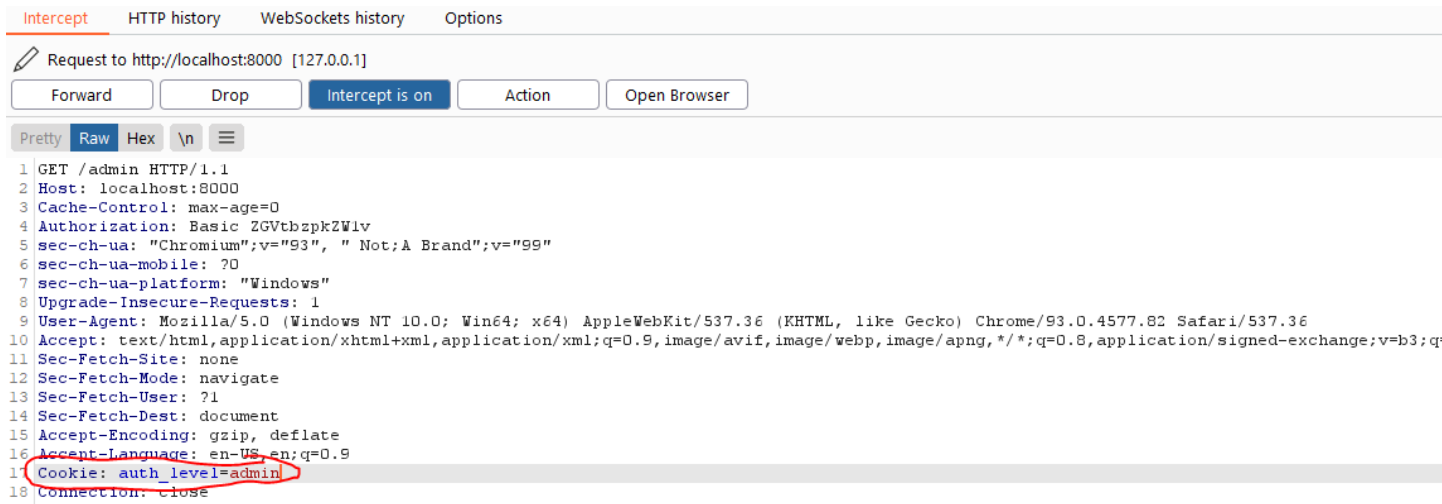 Intercept HTTP history WebSockets history Options
Request to http://localhost:8000 [127.0.0.1]
Forward Drop Intercept is on Action Open Browser
Pretty Raw Hex \n
1 GET /admin HTTP/1.1
2 Host: localhost:8000
3 Cache-Control: max-age=0
4 Authorization: Basic ZGVtbzpkZW1v
5 sec-ch-ua: "Chromium";v="93", " Not;A Brand";v="99"
6 sec-ch-ua-mobile: ?0
7 sec-ch-ua-platform: "Windows"
8 Upgrade-Insecure-Requests: 1
9 User-Agent: Mozilla/5.0 (Windows NT 10.0; Win64; x64) AppleWebKit/537.36 (KHTML, like Gecko) Chrome/93.0.4577.82 Safari/537.36
10 Accept: text/html,application/xhtml+xml,application/xml;q=0.9,image/avif,image/webp,image/apng,*/*;q=0.8,application/signed-exchange;v=b3;q=
11 Sec-Fetch-Site: none
12 Sec-Fetch-Mode: navigate
13 Sec-Fetch-User: ?1
14 Sec-Fetch-Dest: document
15 Accept-Encoding: gzip, deflate
16 Accept-Language: en-US,en;q=0.9
17 Cookie: auth_level=admin
18 Connection: close